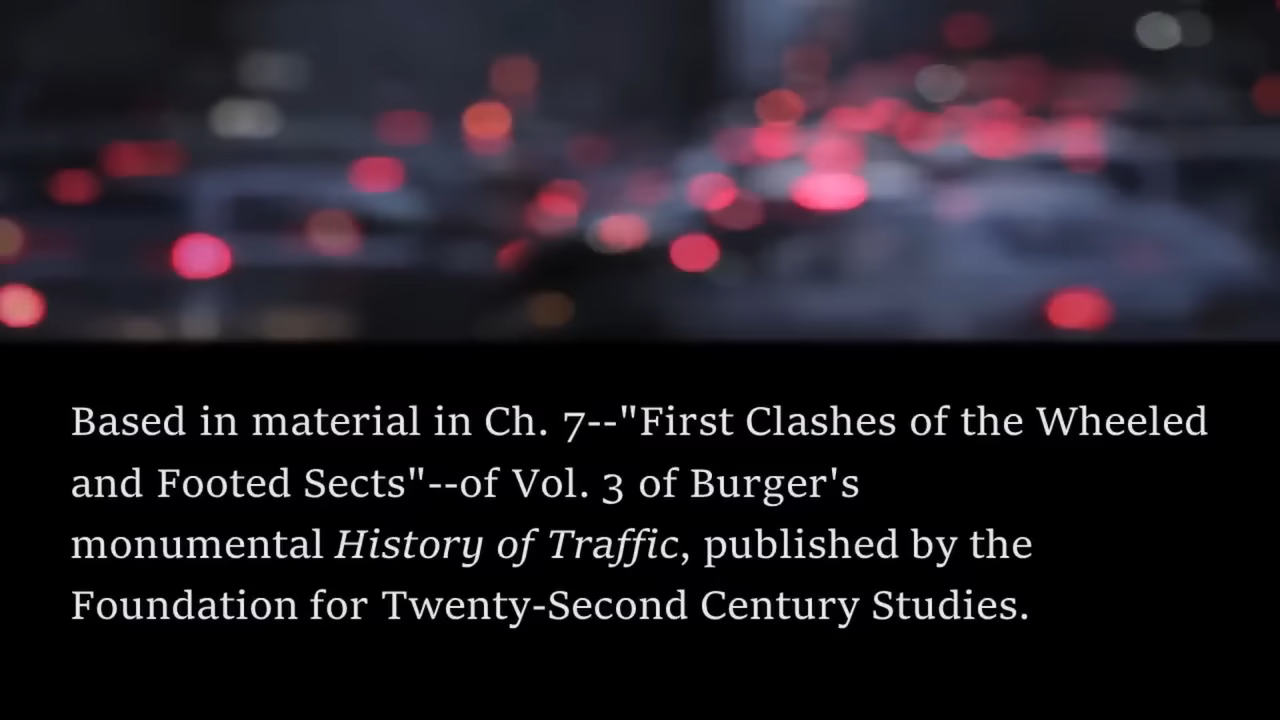 Based in material in Ch. 7--"First Clashes of the Wheeled
and Footed Sects"--of Vol. 3 of Burger's
monumental History of Traffic, published by the
Foundation for Twenty-Second Century Studies.